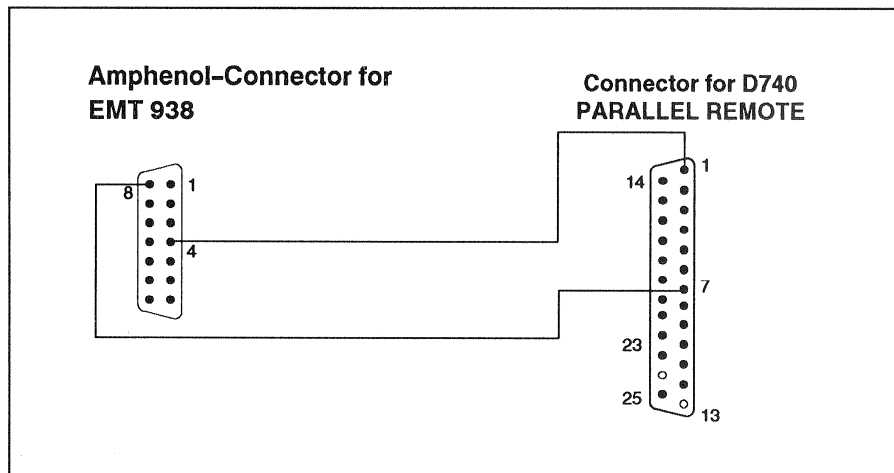 Amphenol-Connector for
EMT 938
Connector for D740
PARALLEL REMOTE
8
1
4
14
1
7
23
25
13